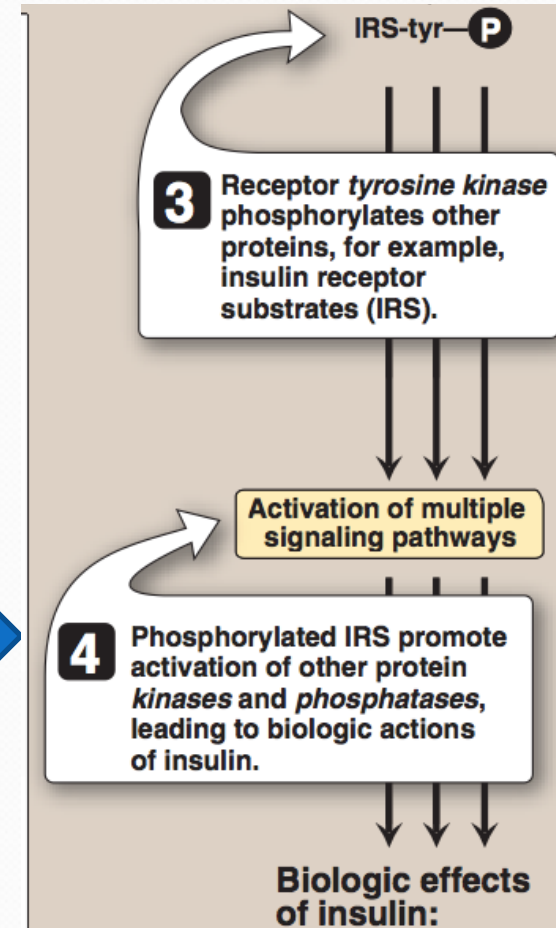 IRS-tyr—P
3
Receptor tyrosine kinase
phosphorylates other
proteins, for example,
insulin receptor
substrates (IRS).
Activation of multiple
signaling pathways
4
Phosphorylated IRS promote
activation of other protein
kinases and phosphatases,
leading to biologic actions
of insulin.
Biologic effects
of insulin: